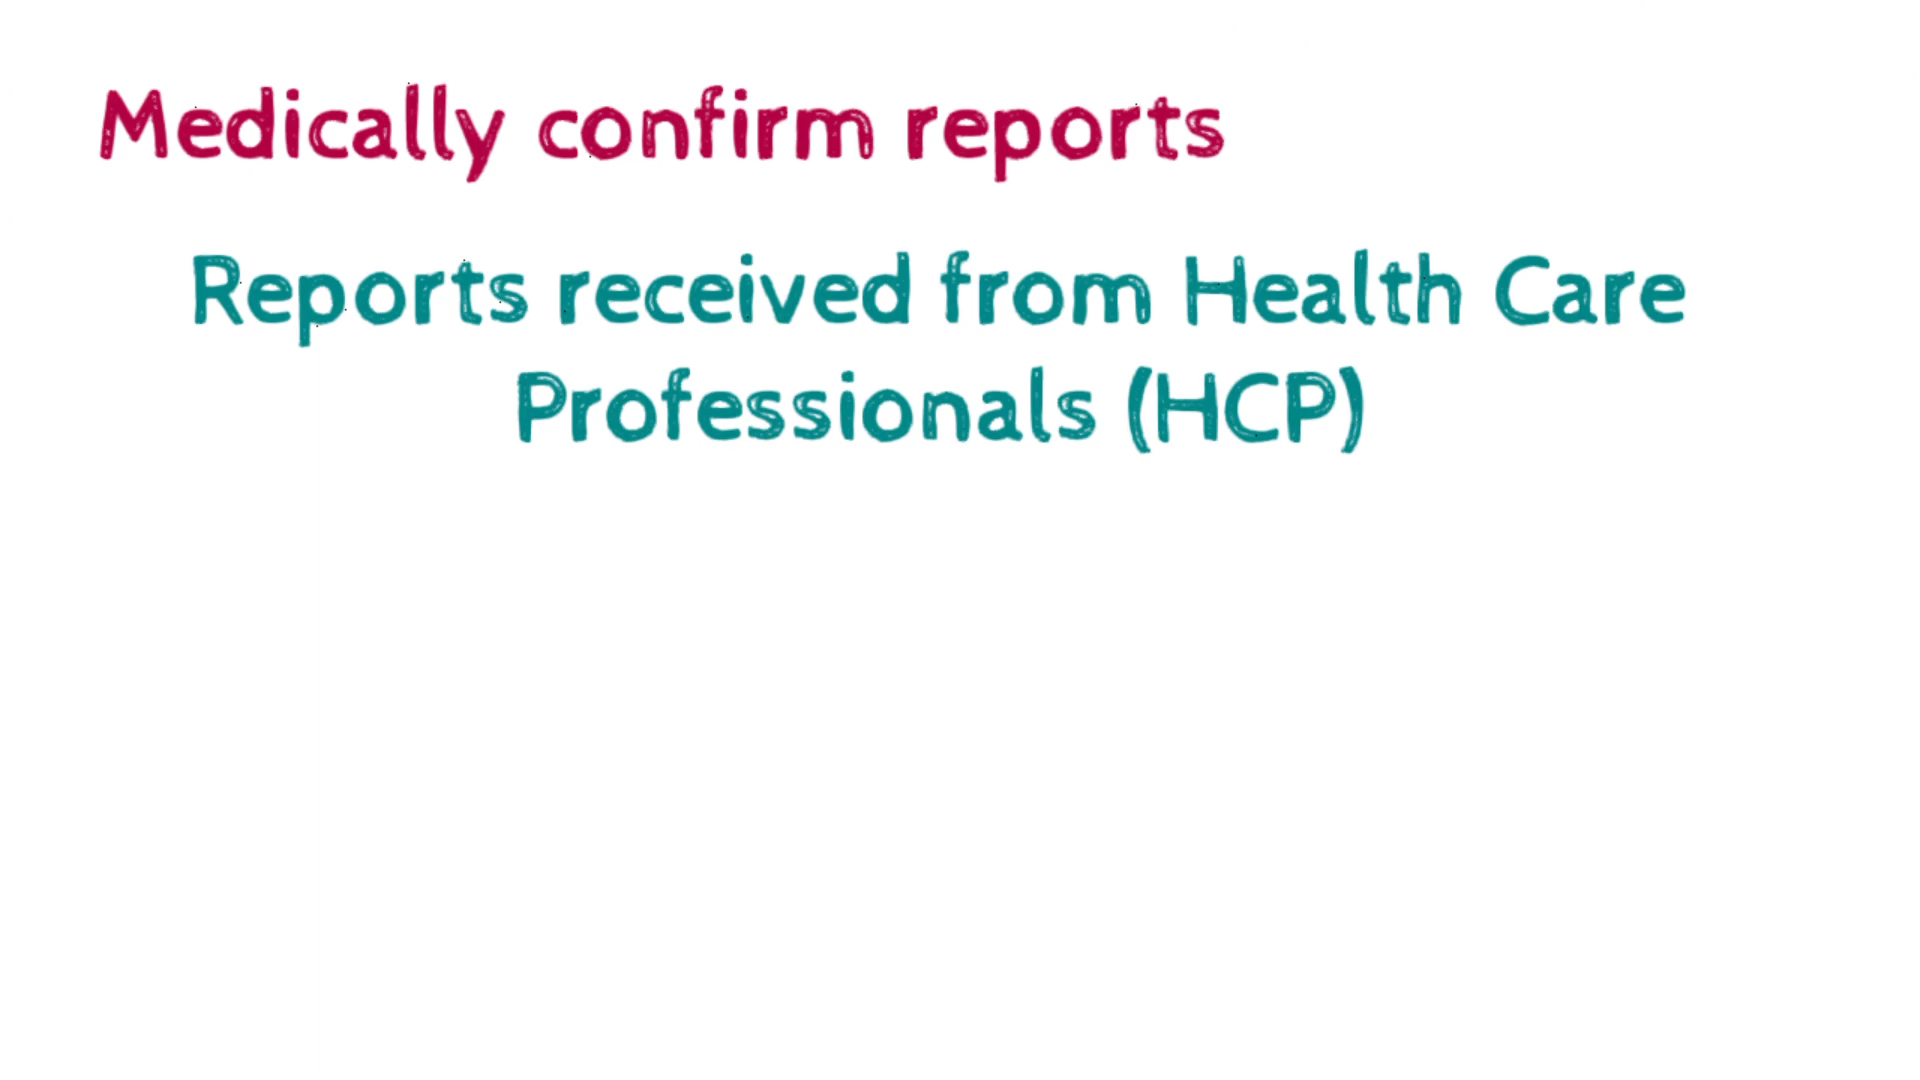 Medically confirm reports
Reports received from Health Care
Professionals (HCP)